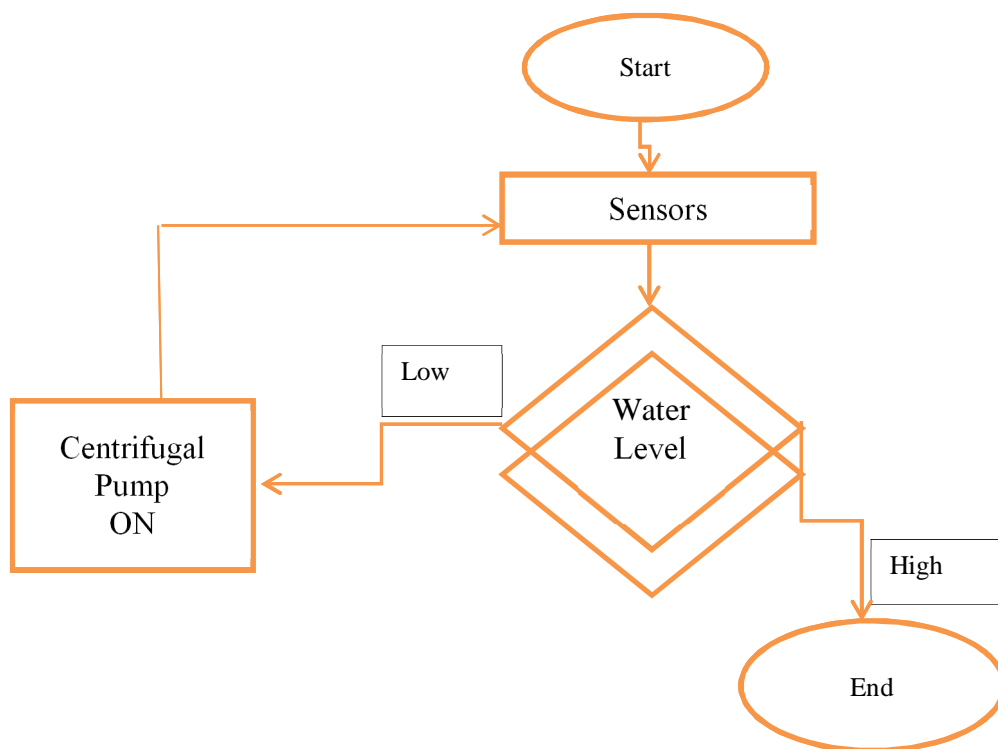 Start
Sensors
Low
Water
Level
Centrifugal
Pump
ON
High
End